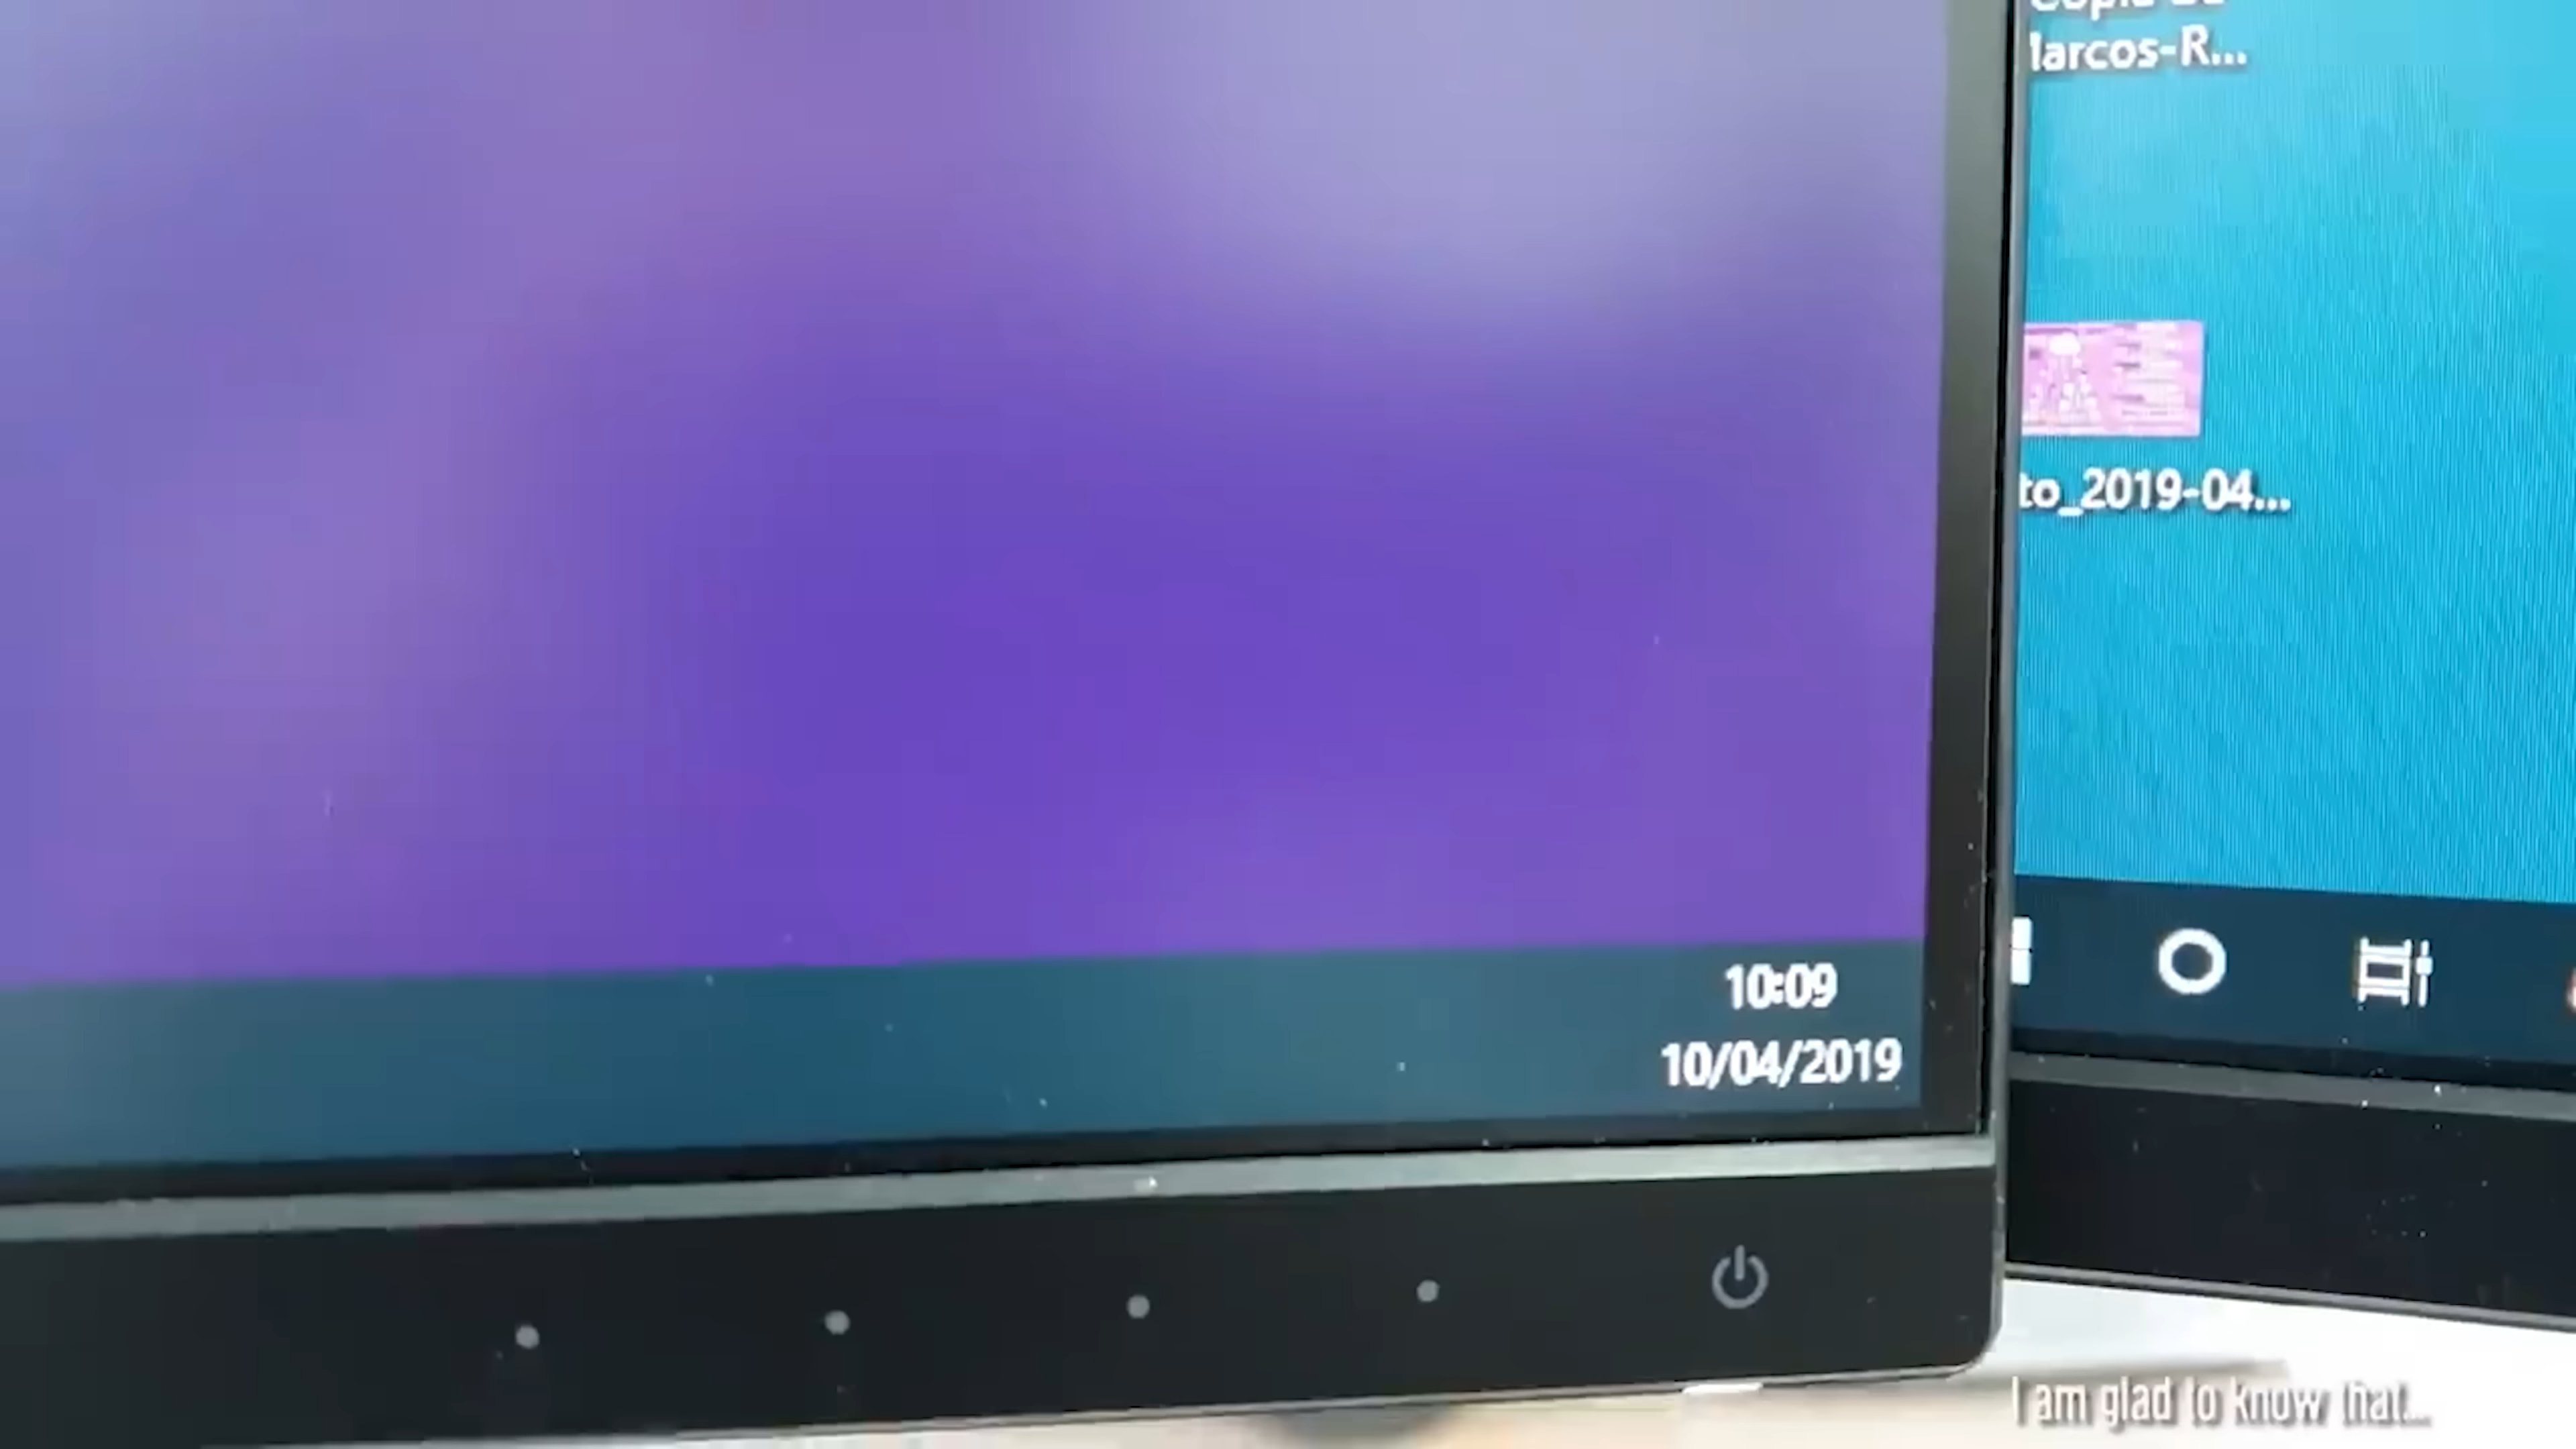 larcos-R...
to_2019-04...
10:09
10/04/2019
I am glad to know that...